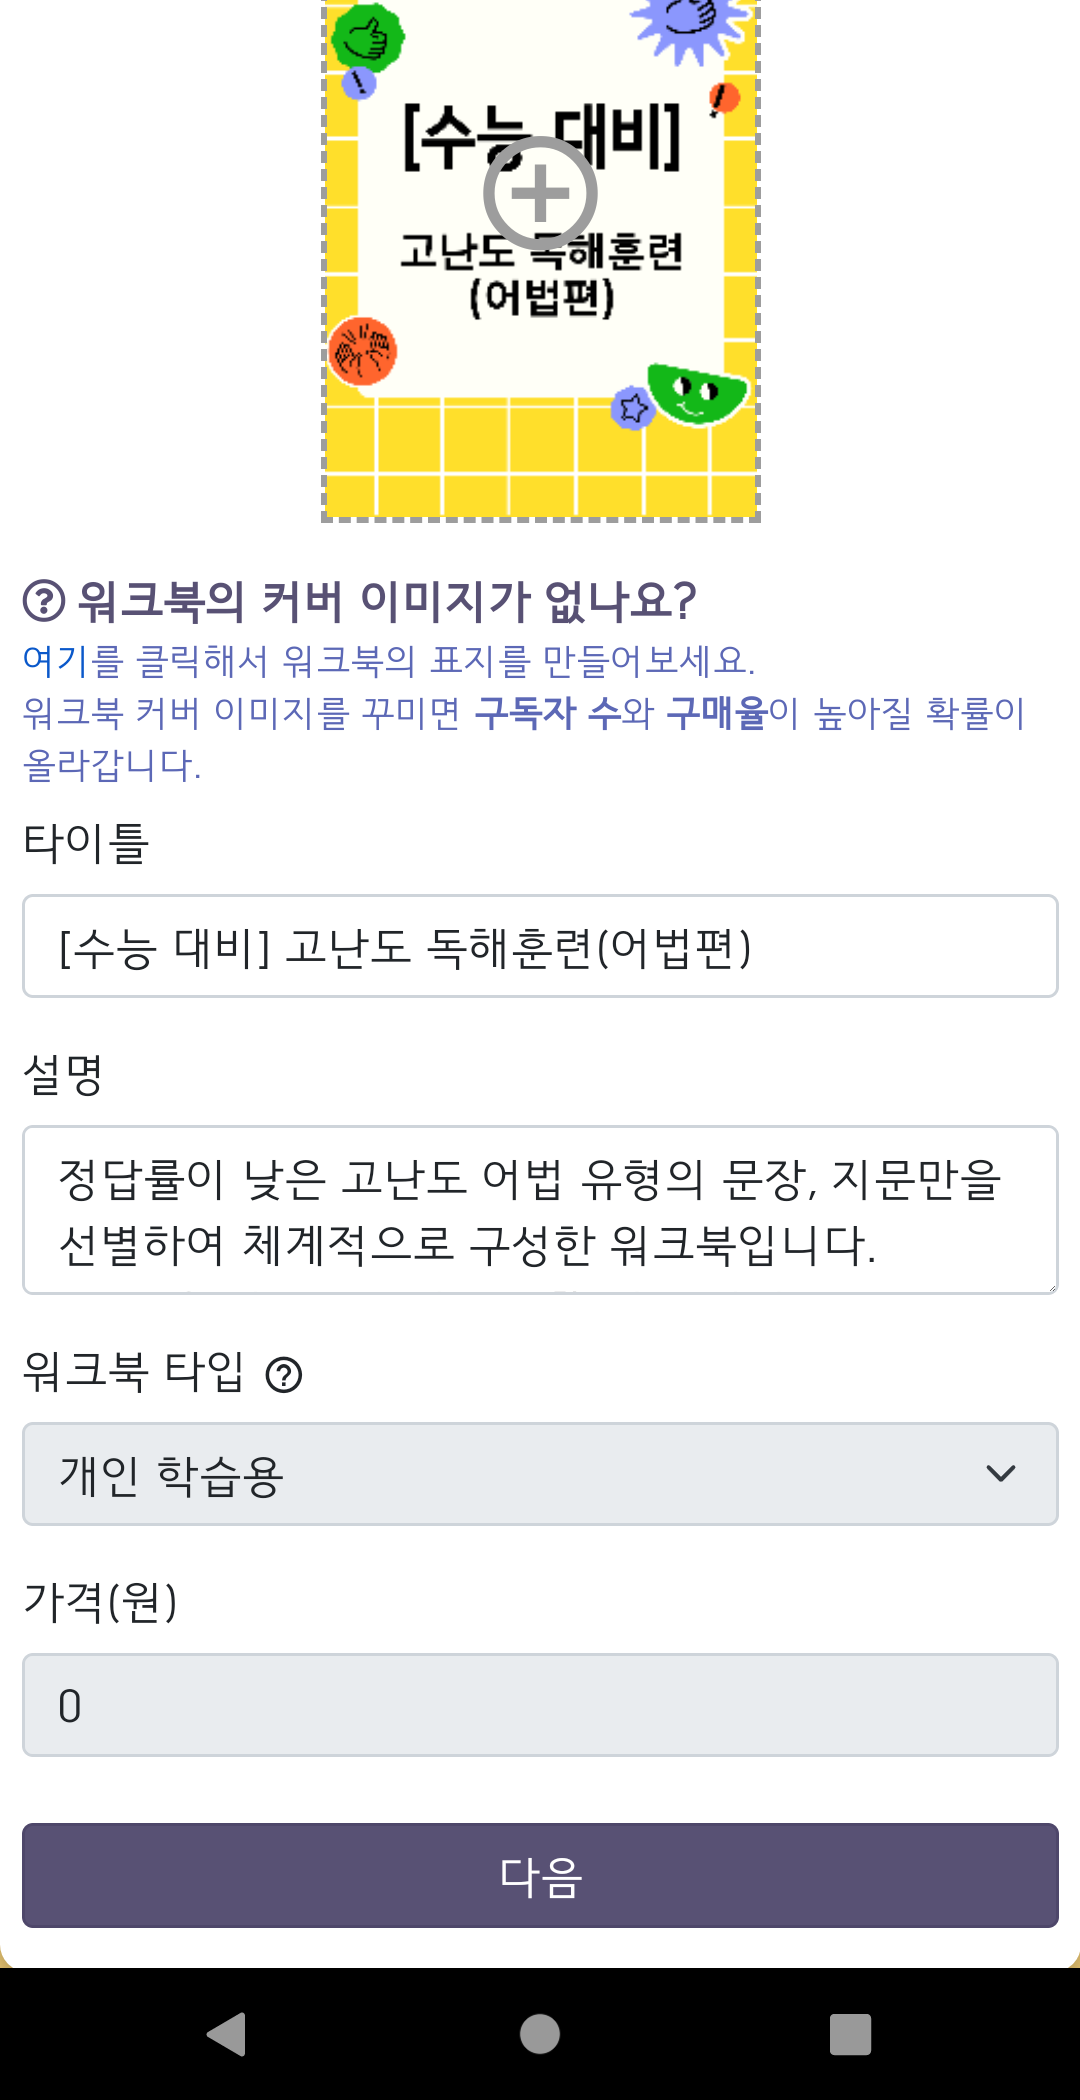 [수능 대비]
고난도 독해훈련
(어법편)
워크북의 커버 이미지가 없나요?
여기를 클릭해서 워크북의 표지를 만들어보세요.
워크북 커버 이미지를 꾸미면 구독자 수와 구매율이 높아질 확률이
올라갑니다.
타이틀
[수능 대비] 고난도 독해훈련(어법편)
설명
정답률이 낮은 고난도 어법 유형의 문장, 지문만을
선별하여 체계적으로 구성한 워크북입니다.
워크북 타입
개인 학습용
가격(원)
0
다음